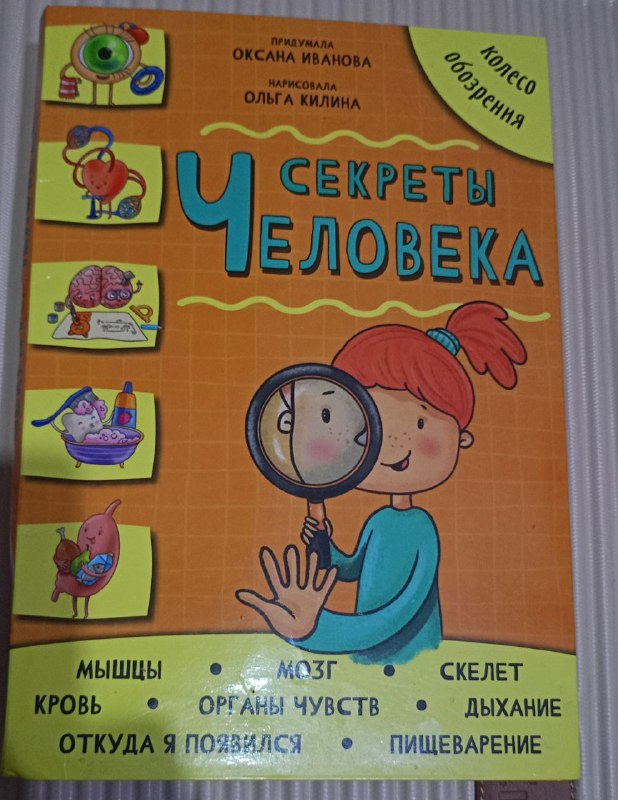 ПРИДУМАЛА
ОКСАНА ИВАНОВА
НАРИСОВАЛА
ОЛЬГА КИЛИНА
колесо
обозрения
СЕКРЕТЫ
ЧЕЛОВЕКА
МЫШЦЫ • МОЗГ • СКЕЛЕТ
КРОВЬ • ОРГАНЫ ЧУВСТВ • ДЫХАНИЕ
ОТКУДА Я ПОЯВИЛСЯ • ПИЩЕВАРЕНИЕ